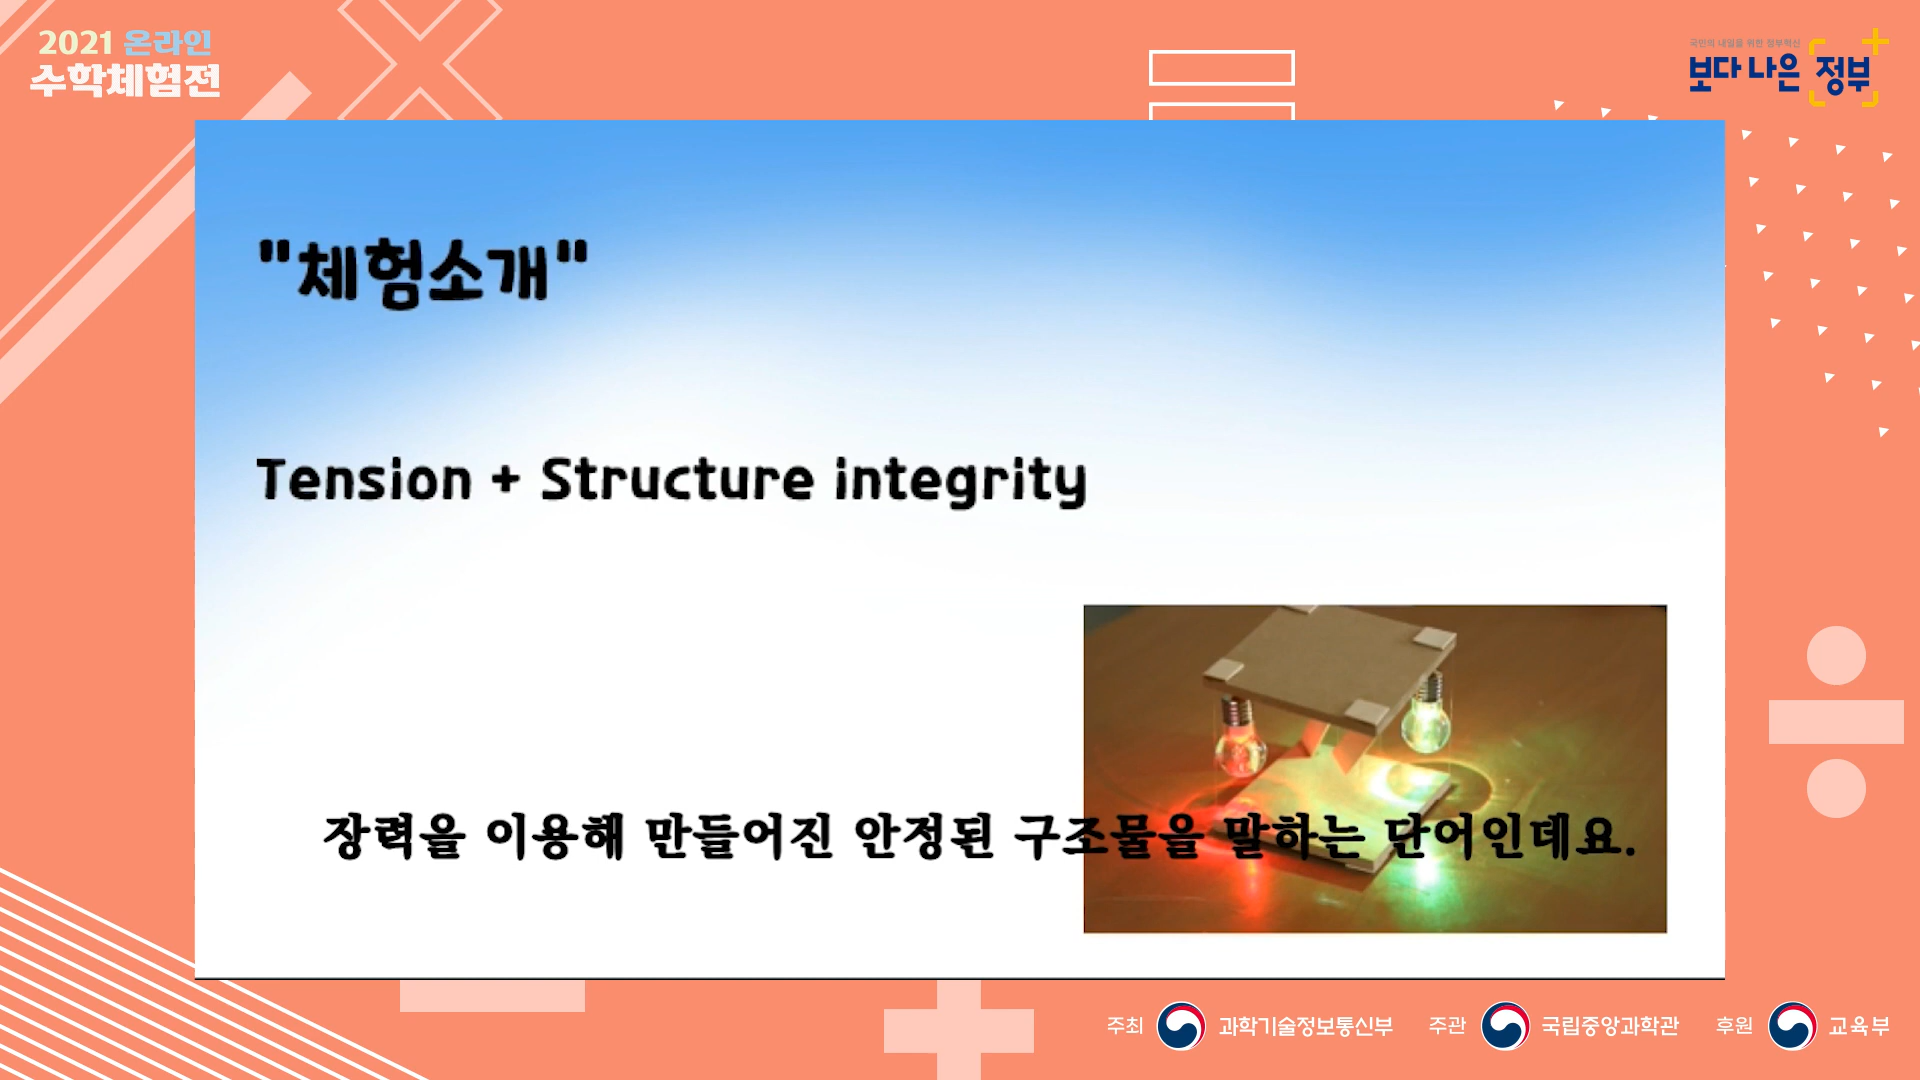 2021 온라인
수학체험전
국민의 내일을 위한 정부혁신
보다 나은 정부
"체험소개"
Tension + Structure integrity
장력을 이용해 만들어진 안정된 구조물을 말하는 단어인데요.
주최 과학기술정보통신부 주관 국립중앙과학관 후원 교육부